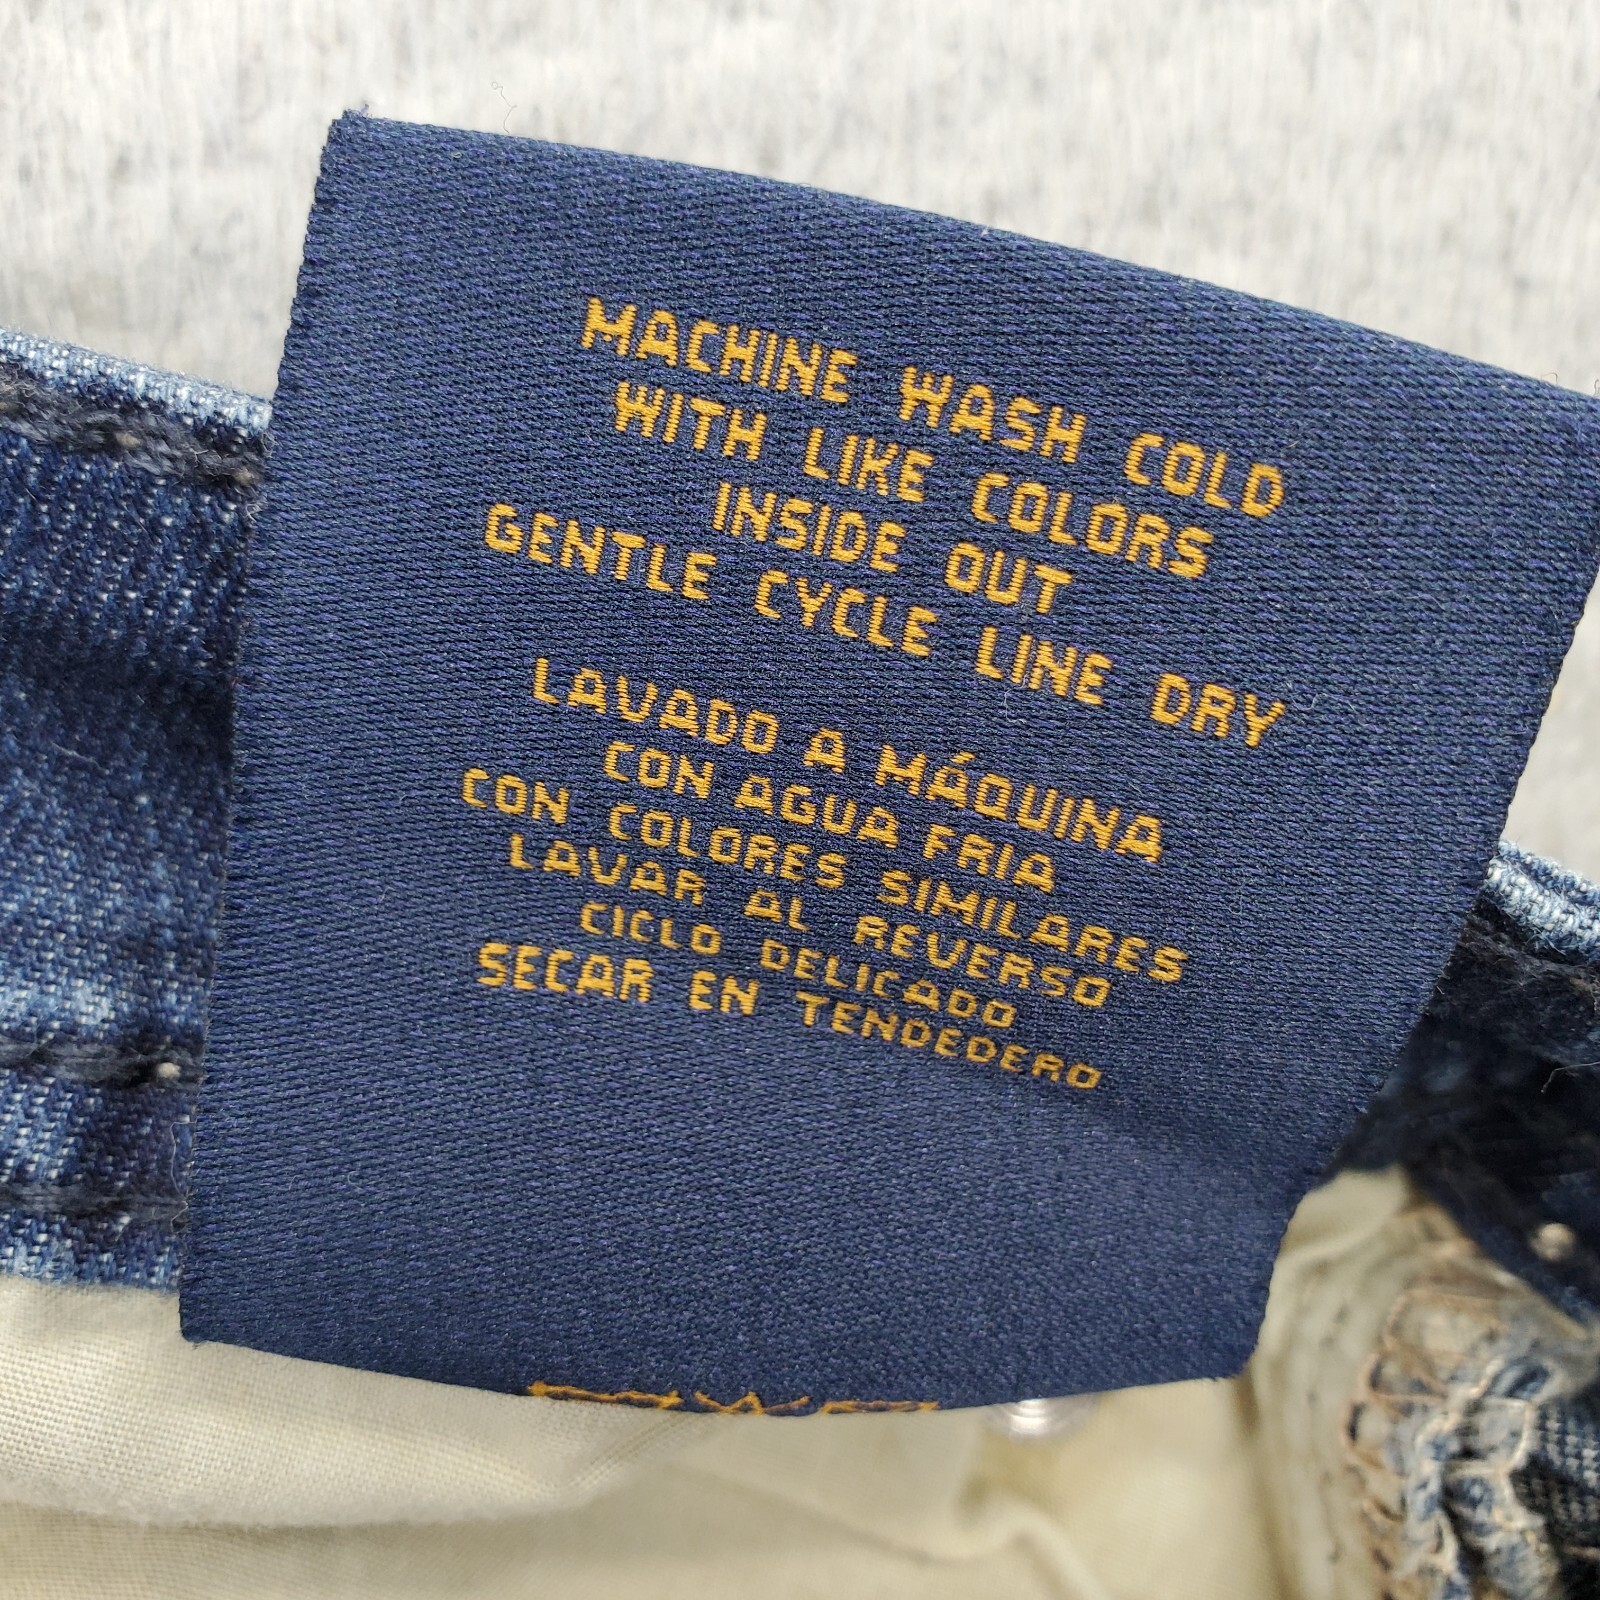 MACHINE WASH COLD
WITH LIKE COLORS
INSIDE OUT
GENTLE CYCLE LINE DRY
LAVADO A MÁQUINA
CON AGUA FRIA
CON COLORES SIMILARES
LAVAR AL REVERSO
CICLO DELICADO
SECAR EN TENDEDERO